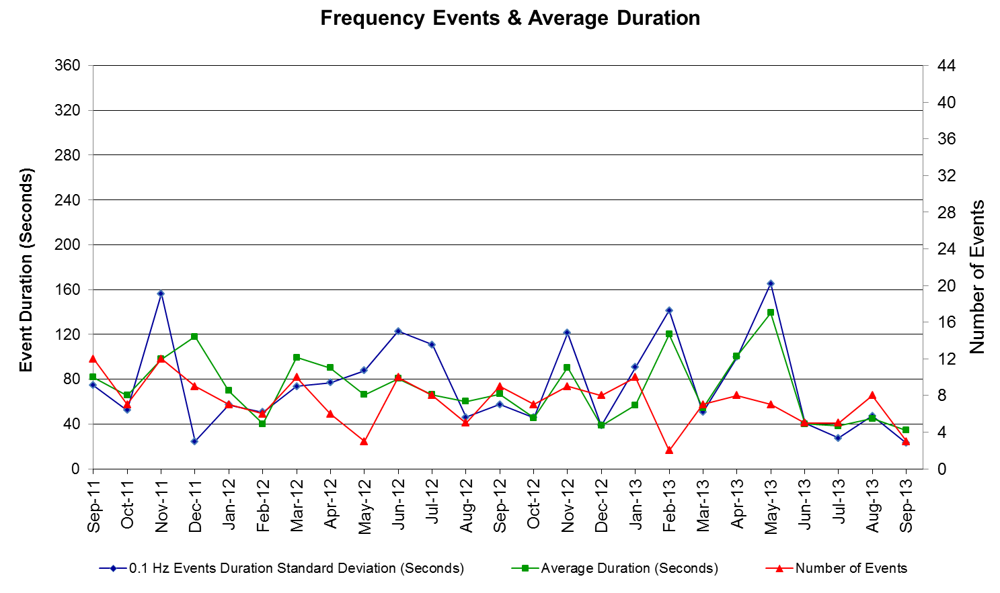 Frequency Events & Average Duration
360
320
280
240
200
160
120
80
40
0
Event Duration (Seconds)
44
40
36
32
28
24
20
16
12
8
4
0
Number of Events
Sep-11
Oct-11
Nov-11
Dec-11
Jan-12
Feb-12
Mar-12
Apr-12
May-12
Jun-12
Jul-12
Aug-12
Sep-12
Oct-12
Nov-12
Dec-12
Jan-13
Feb-13
Mar-13
Apr-13
May-13
Jun-13
Jul-13
Aug-13
Sep-13
0.1 Hz Events Duration Standard Deviation (Seconds)
Average Duration (Seconds)
Number of Events